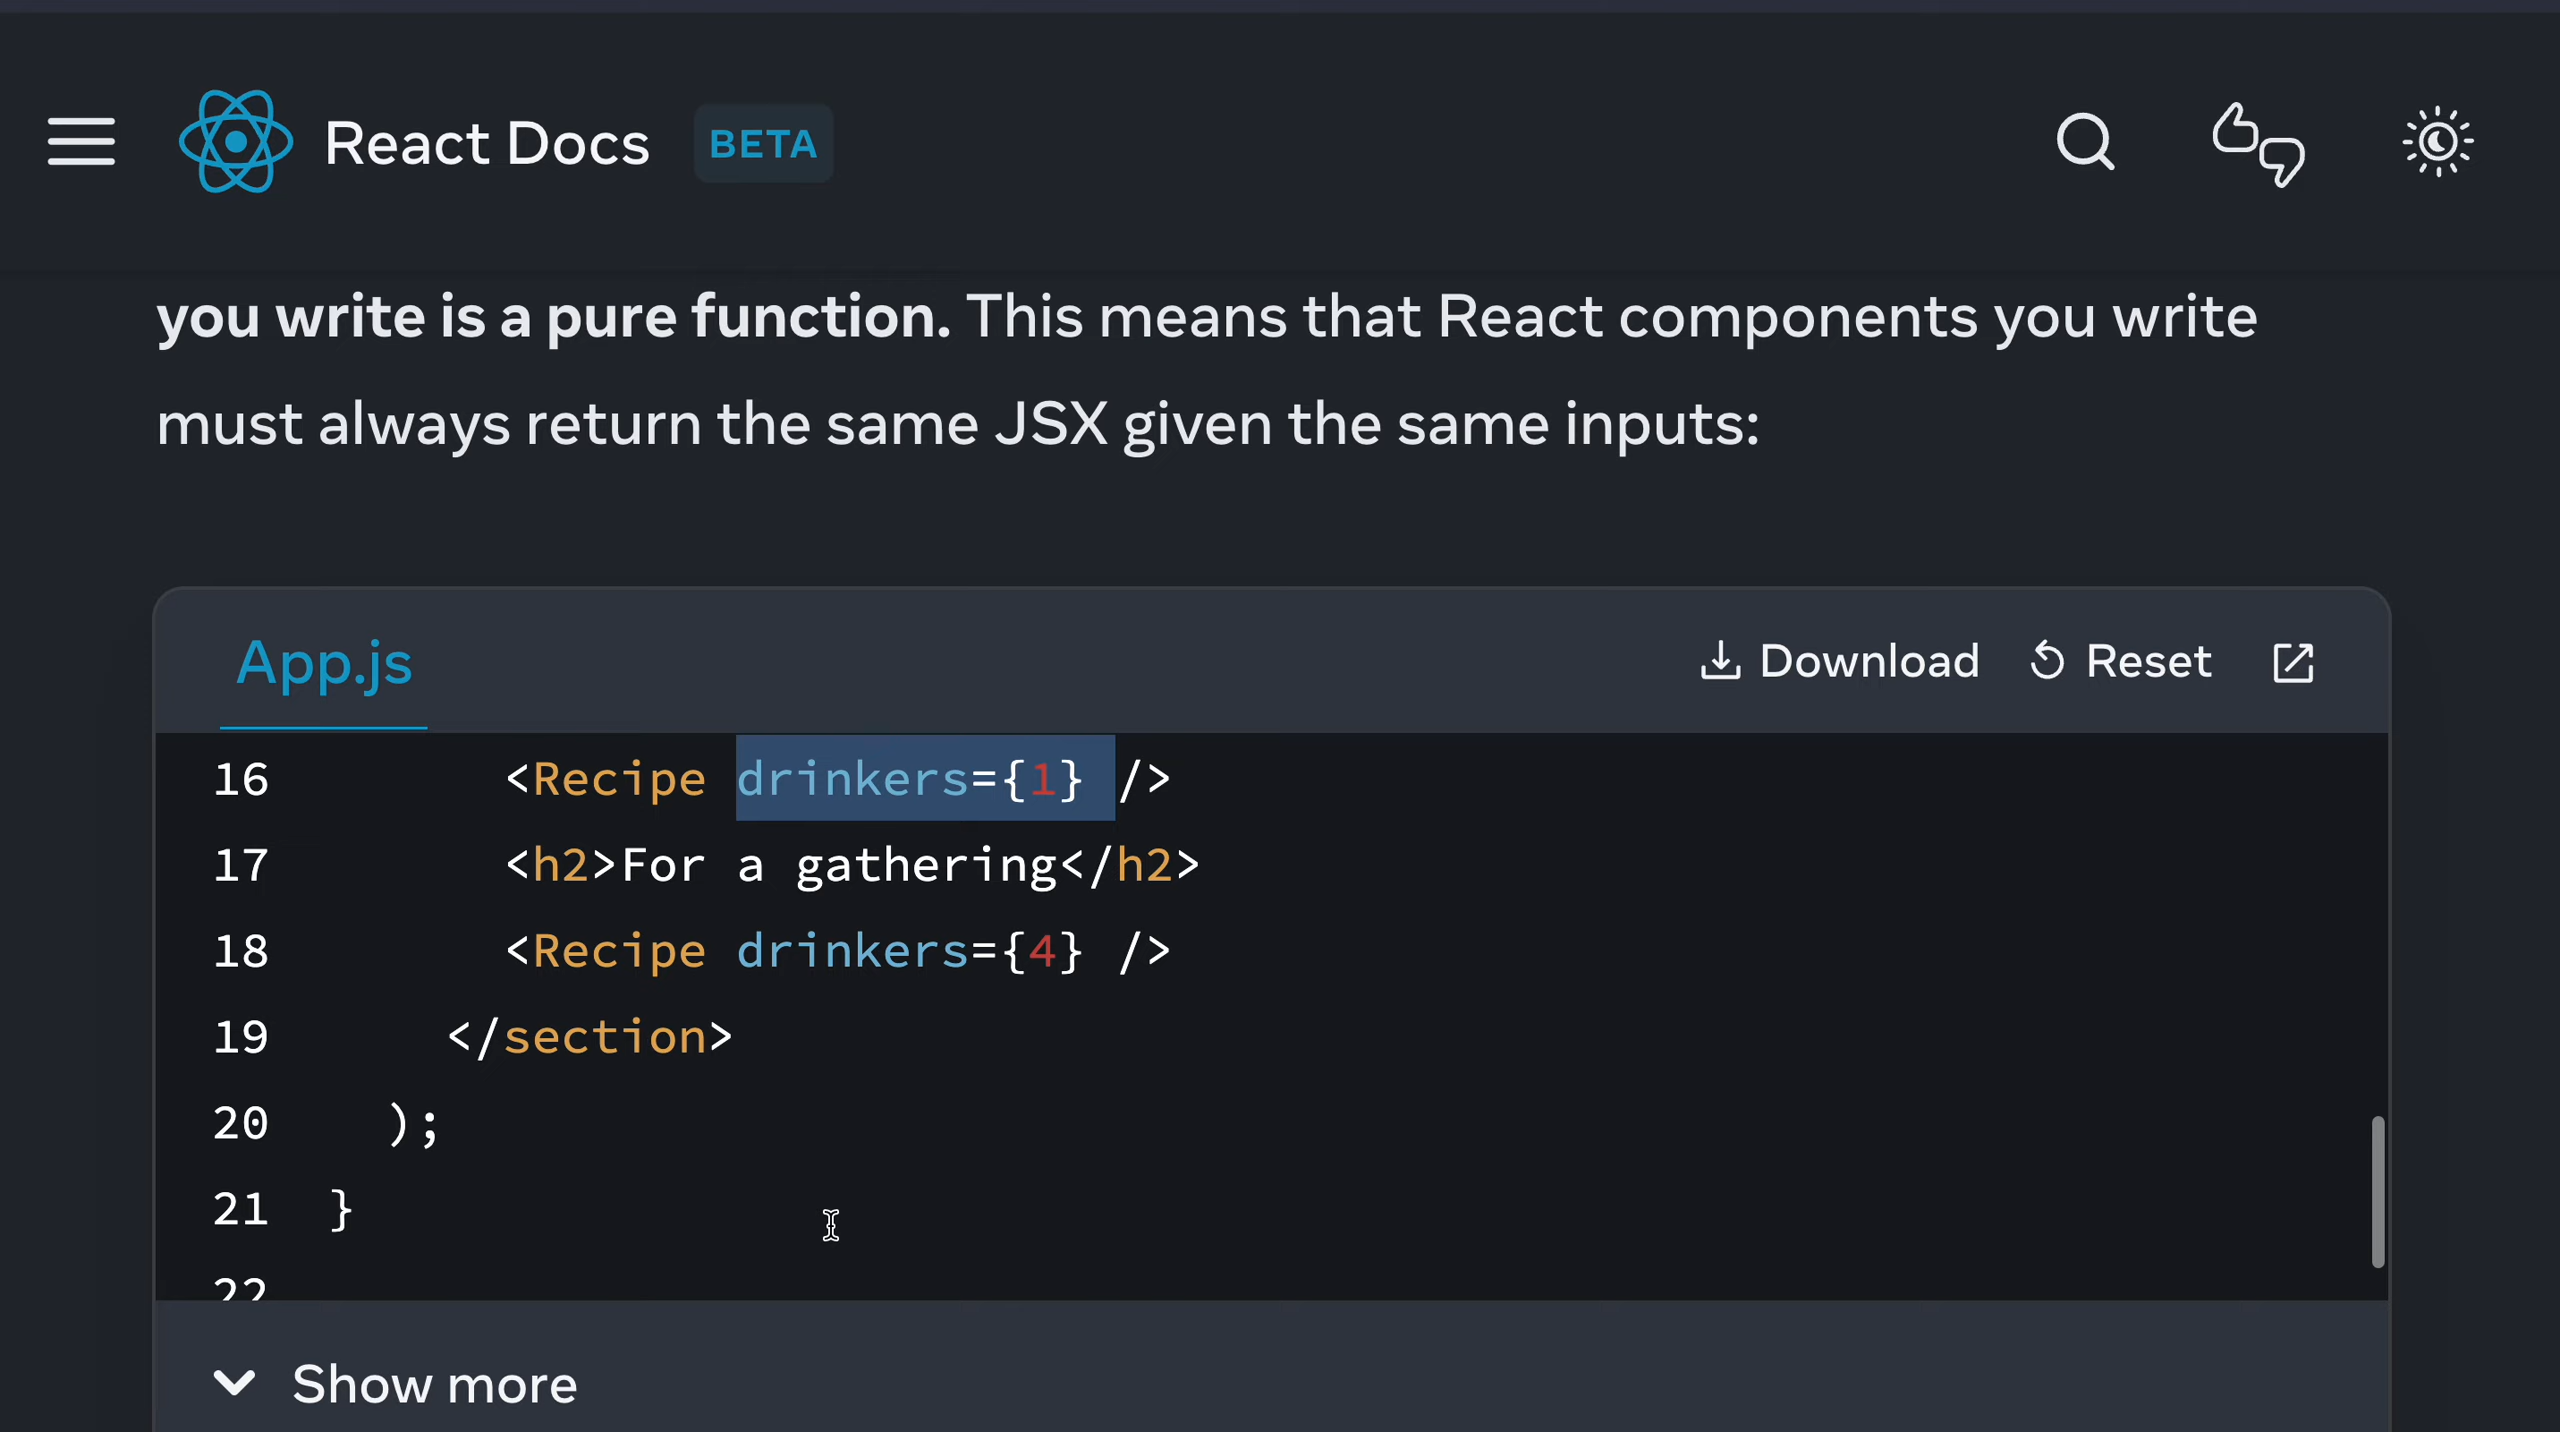 React Docs BETA
you write is a pure function. This means that React components you write
must always return the same JSX given the same inputs:
App.js Download Reset
16 <Recipe drinkers={1} />
17 <h2>For a gathering</h2>
18 <Recipe drinkers={4} />
19 </section>
20 );
21 }
22
Show more